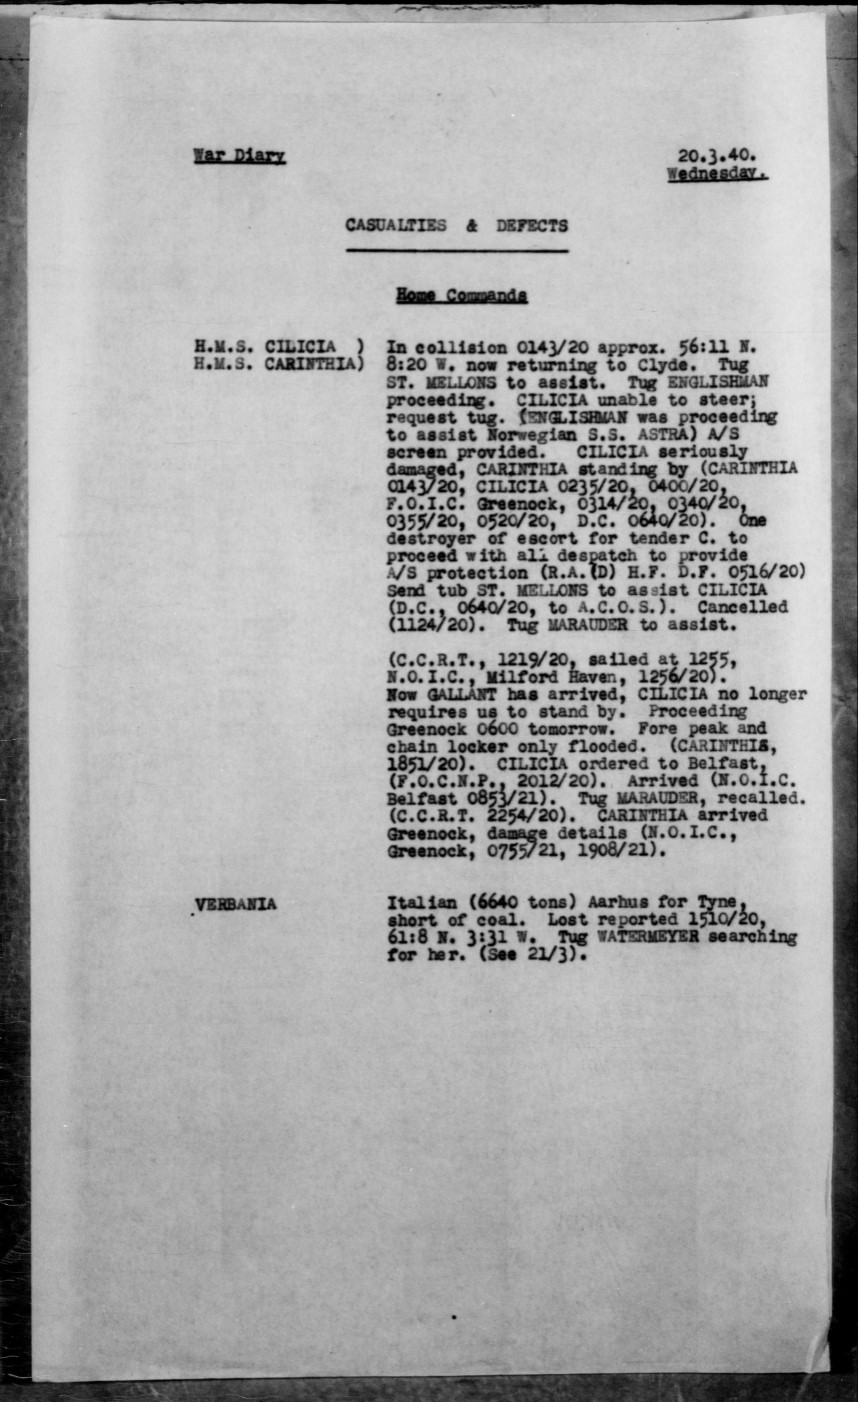 War Diary 20.3.40.
Wednesday.
CASUALTIES & DEFECTS
Home Commands
H.M.S. CILICIA ) In collision 0143/20 approx. 56:11 N.
H.M.S. CARINTHIA) 8:20 W. now returning to Clyde. Tug
ST. MELLONS to assist. Tug ENGLISHMAN
proceeding. CILICIA unable to steer;
request tug. (ENGLISHMAN was proceeding
to assist Norwegian S.S. ASTRA) A/S
screen provided. CILICIA seriously
damaged, CARINTHIA standing by (CARINTHIA
0143/20, CILICIA 0235/20, 0400/20,
F.O.I.C. Greenock, 0314/20, 0340/20,
0355/20, 0520/20, D.C. 0640/20). One
destroyer of escort for tender C. to
proceed with all despatch to provide
A/S protection (R.A.(D) H.F. D.F. 0516/20)
Send tub ST. MELLONS to assist CILICIA
(D.C., 0640/20, to A.C.O.S.). Cancelled
(1124/20). Tug MARAUDER to assist.
(C.C.R.T., 1219/20, sailed at 1255,
N.O.I.C., Milford Haven, 1256/20).
Now GALLANT has arrived, CILICIA no longer
requires us to stand by. Proceeding
Greenock 0600 tomorrow. Fore peak and
chain locker only flooded. (CARINTHIS,
1851/20). CILICIA ordered to Belfast,
(F.O.C.N.P., 2012/20). Arrived (N.O.I.C.
Belfast 0853/21). Tug MARAUDER, recalled.
(C.C.R.T. 2254/20). CARINTHIA arrived
Greenock, damage details (N.O.I.C.,
Greenock, 0755/21, 1908/21).
VERBANIA Italian (6640 tons) Aarhus for Tyne,
short of coal. Lost reported 1510/20,
61:8 N. 3:31 W. Tug WATERMEYER searching
for her. (See 21/3).